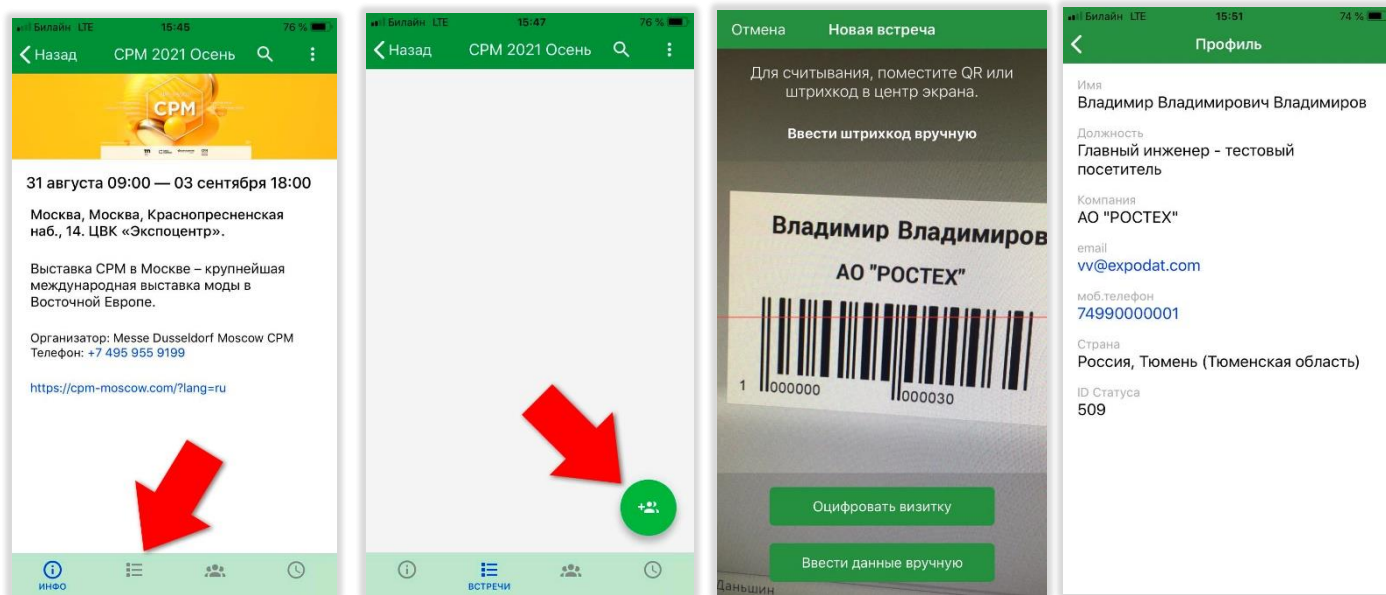 Билайн LTE 15:45 76 %
Назад CPM 2021 Осень
CPM
31 августа 09:00 — 03 сентября 18:00
Москва, Москва, Краснопресненская
наб., 14. ЦВК «Экспоцентр».
Выставка CPM в Москве – крупнейшая
международная выставка моды в
Восточной Европе.
Организатор: Messe Dusseldorf Moscow CPM
Телефон: +7 495 955 9199
https://cpm-moscow.com/?lang=ru
ИНФО
Билайн LTE 15:47 76 %
Назад CPM 2021 Осень
ВСТРЕЧИ
Отмена Новая встреча
Для считывания, поместите QR или
штрихкод в центр экрана.
Ввести штрихкод вручную
Владимир Владимиров
АО "РОСТЕХ"
1 000000 000030
Оцифровать визитку
Ввести данные вручную
Даньшин
Билайн LTE 15:51 74 %
Профиль
Имя
Владимир Владимирович Владимиров
Должность
Главный инженер - тестовый
посетитель
Компания
АО "РОСТЕХ"
email
vv@expodat.com
моб.телефон
74990000001
Страна
Россия, Тюмень (Тюменская область)
ID Статуса
509